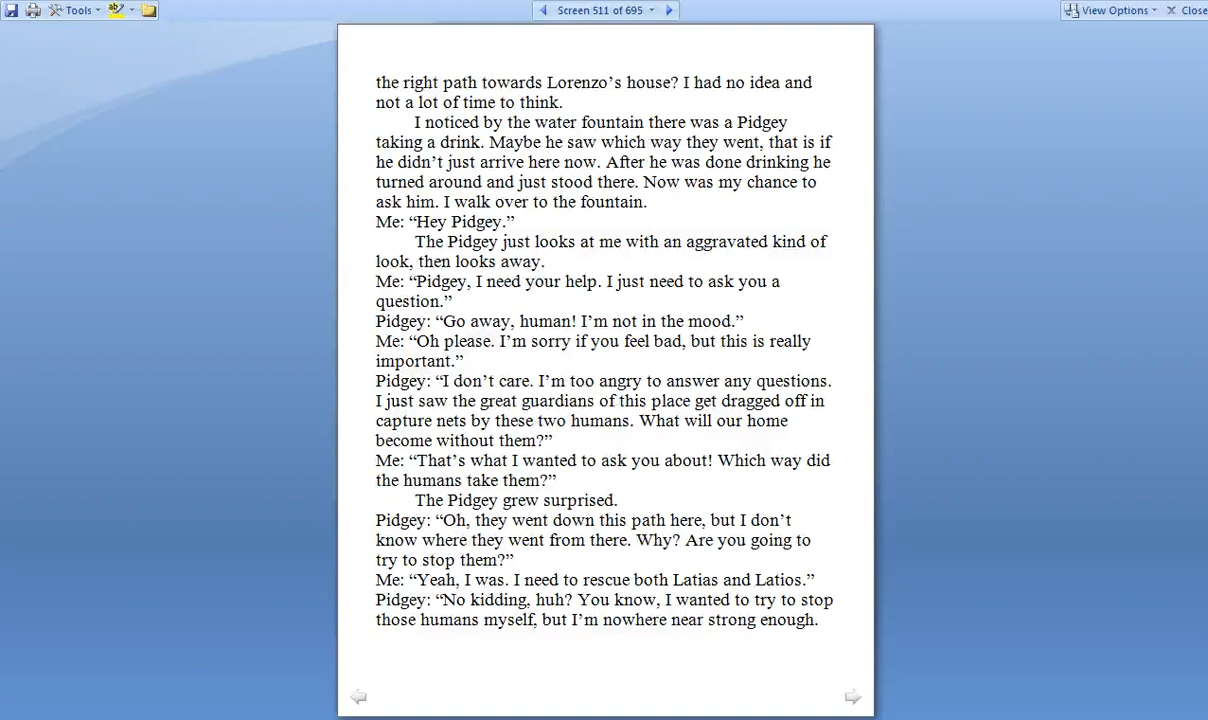 Tools
Screen 511 of 695
View Options
Close
the right path towards Lorenzo’s house? I had no idea and
not a lot of time to think.
I noticed by the water fountain there was a Pidgey
taking a drink. Maybe he saw which way they went, that is if
he didn’t just arrive here now. After he was done drinking he
turned around and just stood there. Now was my chance to
ask him. I walk over to the fountain.
Me: “Hey Pidgey.”
The Pidgey just looks at me with an aggravated kind of
look, then looks away.
Me: “Pidgey, I need your help. I just need to ask you a
question.”
Pidgey: “Go away, human! I’m not in the mood.”
Me: “Oh please. I’m sorry if you feel bad, but this is really
important.”
Pidgey: “I don’t care. I’m too angry to answer any questions.
I just saw the great guardians of this place get dragged off in
capture nets by these two humans. What will our home
become without them?”
Me: “That’s what I wanted to ask you about! Which way did
the humans take them?”
The Pidgey grew surprised.
Pidgey: “Oh, they went down this path here, but I don’t
know where they went from there. Why? Are you going to
try to stop them?”
Me: “Yeah, I was. I need to rescue both Latias and Latios.”
Pidgey: “No kidding, huh? You know, I wanted to try to stop
those humans myself, but I’m nowhere near strong enough.